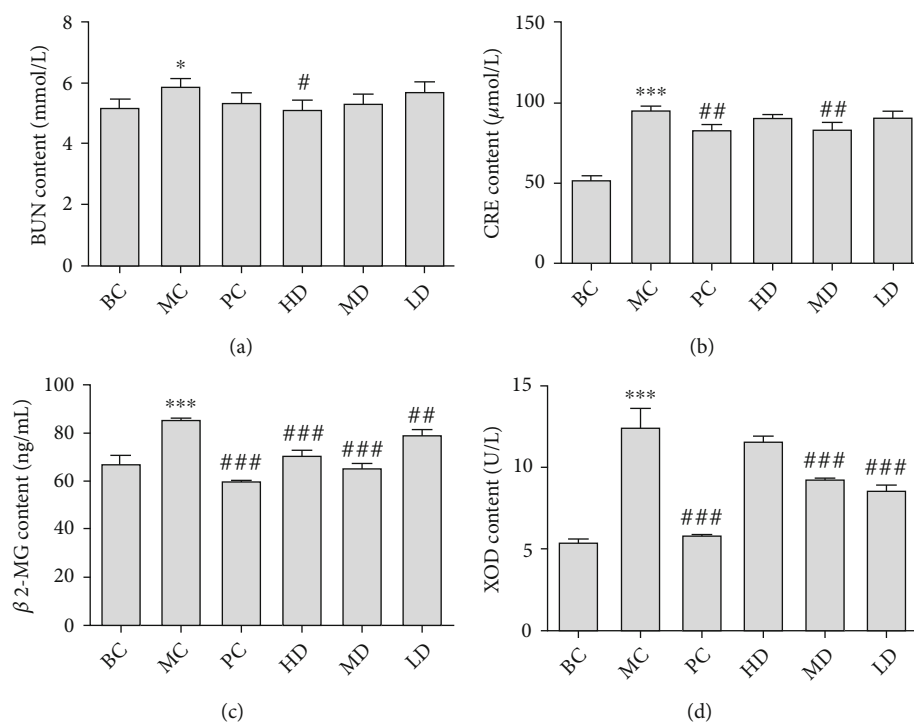 BUN content (mmol/L)
8
6
4
2
0
*
#
BC MC PC HD MD LD
(a)
CRE content (μmol/L)
150
100
50
0
***
##
##
BC MC PC HD MD LD
(b)
β2-MG content (ng/mL)
100
80
60
40
20
0
***
###
###
###
##
BC MC PC HD MD LD
(c)
XOD content (U/L)
15
10
5
0
***
###
###
###
BC MC PC HD MD LD
(d)